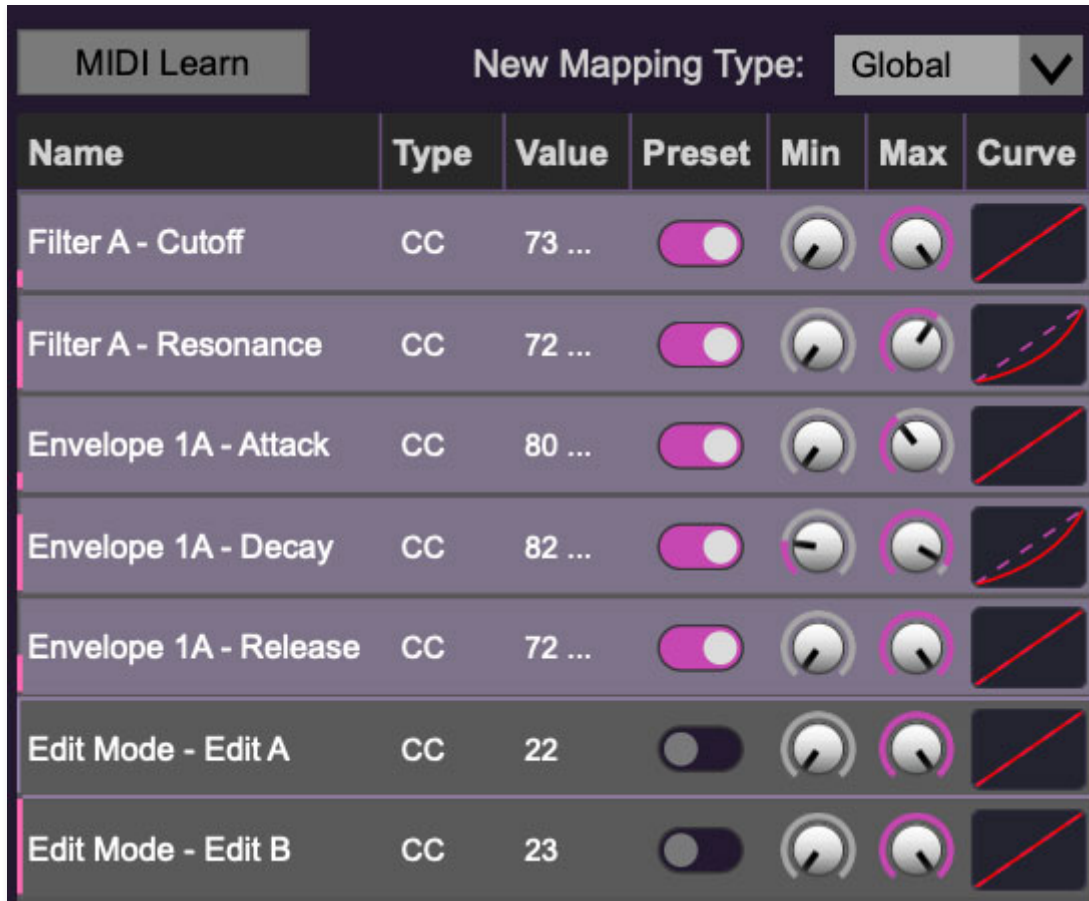 MIDI Learn New Mapping Type: Global
Name Type Value Preset Min Max Curve
Filter A - Cutoff CC 73 ...
Filter A - Resonance CC 72 ...
Envelope 1A - Attack CC 80 ...
Envelope 1A - Decay CC 82 ...
Envelope 1A - Release CC 72 ...
Edit Mode - Edit A CC 22
Edit Mode - Edit B CC 23